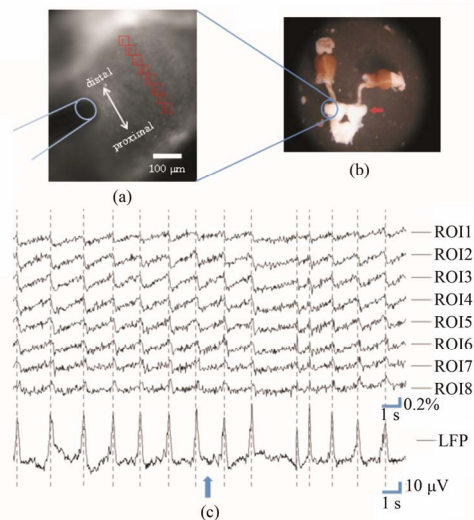 distal
proximal
100 μm
(a)
(b)
ROI1
ROI2
ROI3
ROI4
ROI5
ROI6
ROI7
ROI8
0.2%
1 s
LFP
10 μV
1 s
(c)